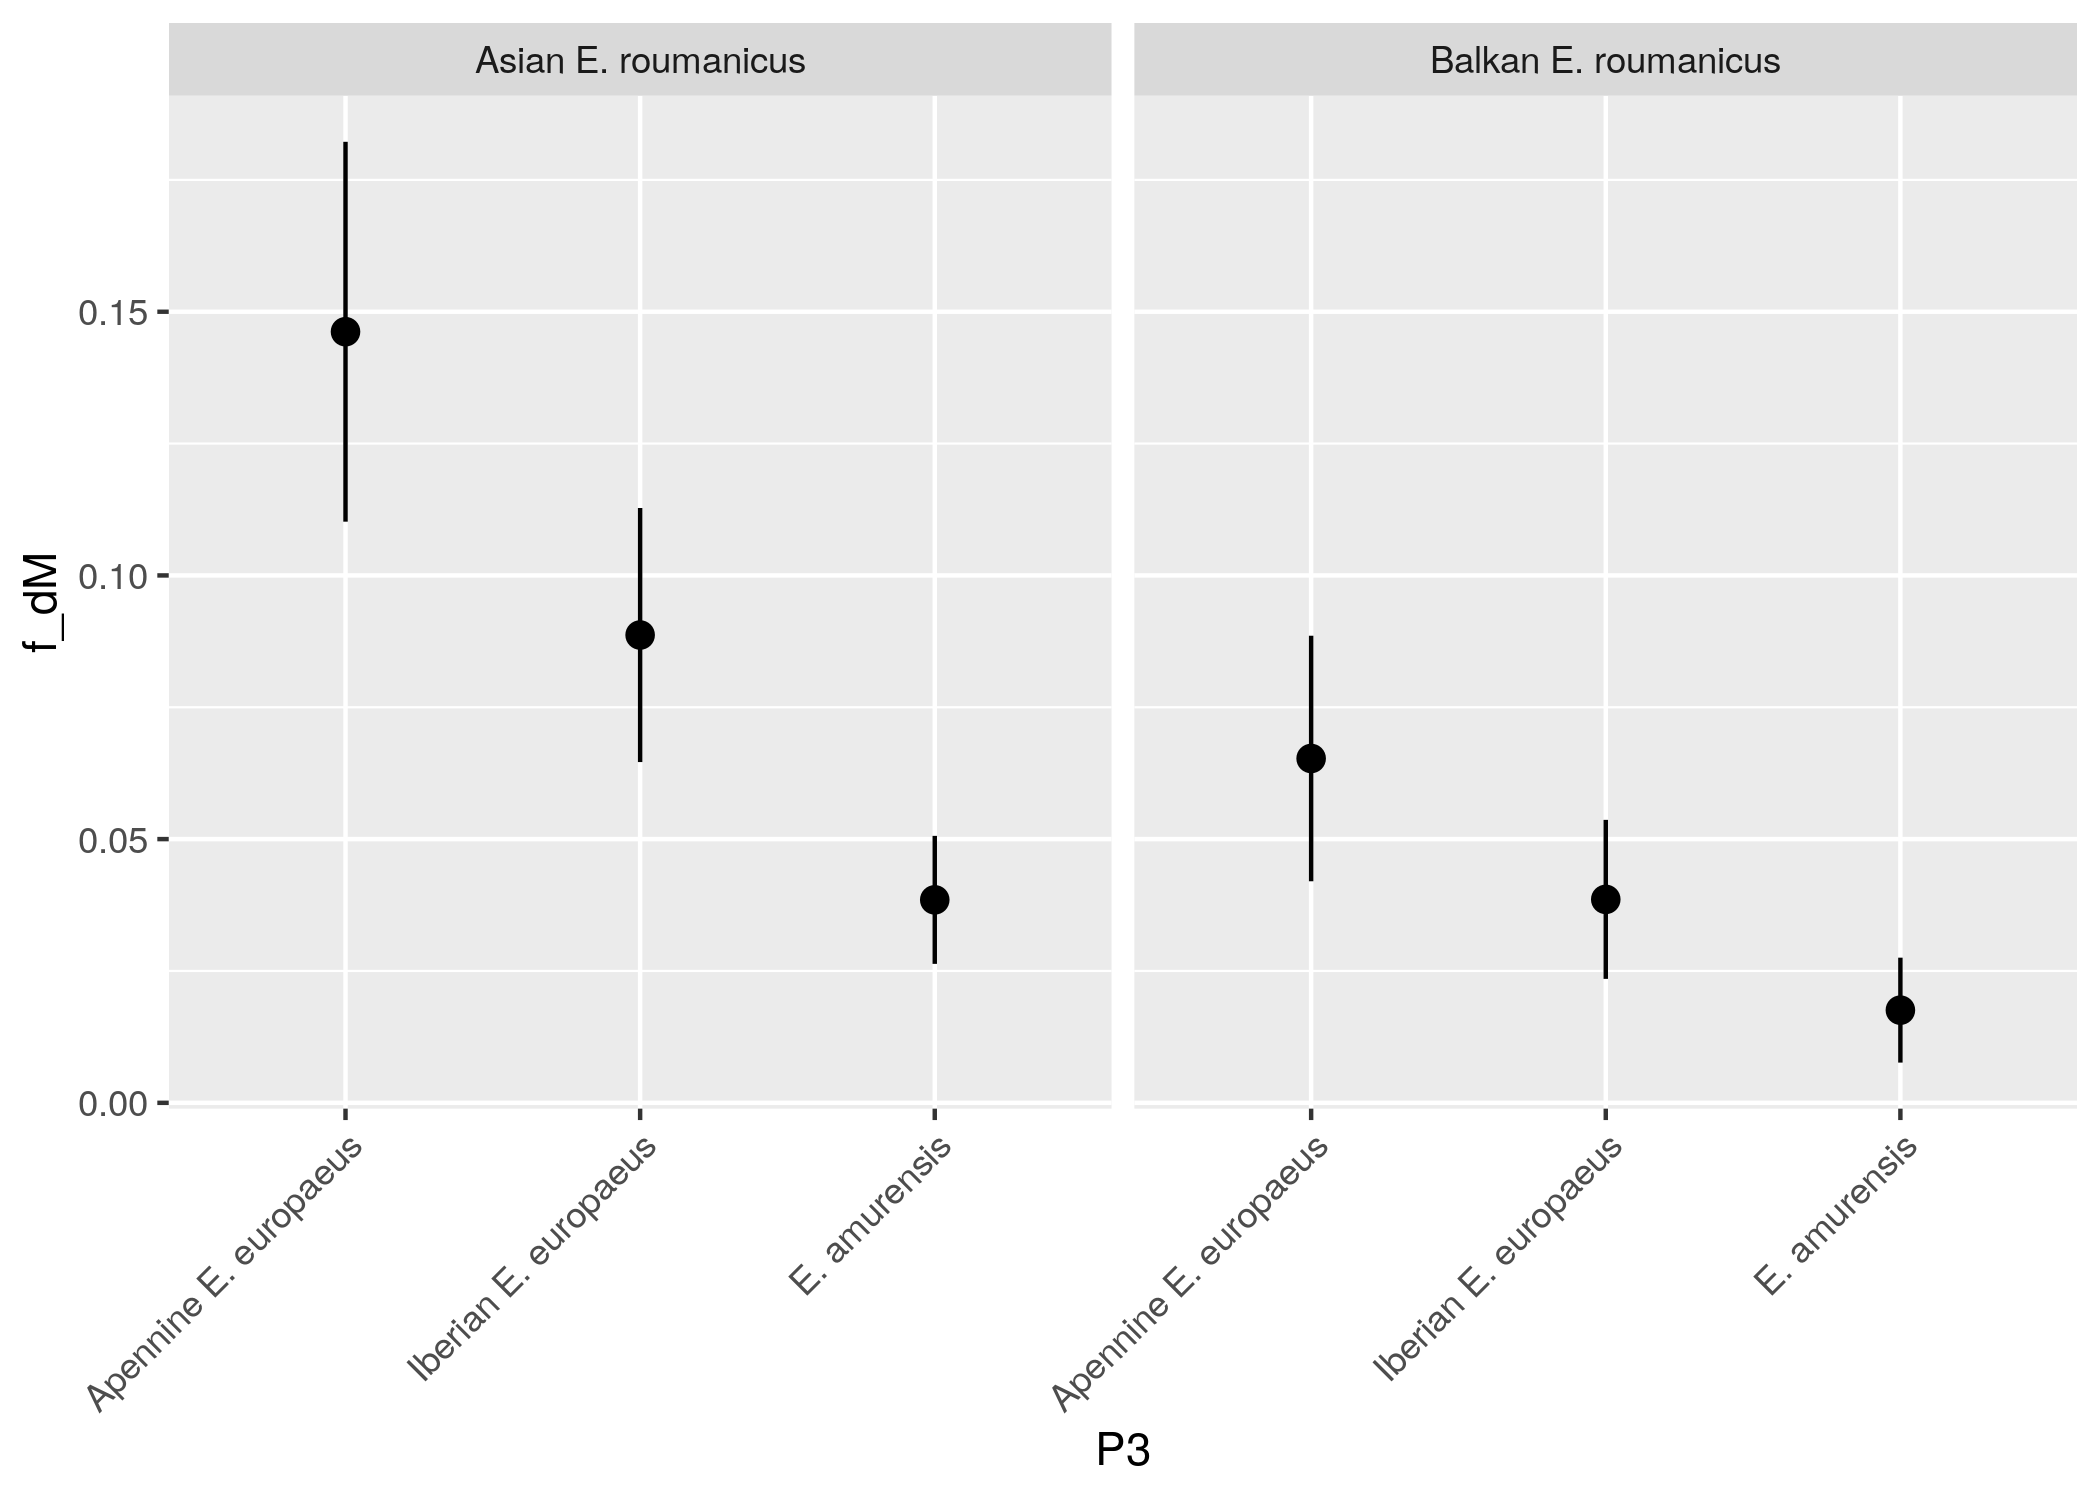 Asian E. roumanicus
Balkan E. roumanicus
f_dM
0.15
0.10
0.05
0.00
Apennine E. europaeus
Iberian E. europaeus
E. amurensis
Apennine E. europaeus
Iberian E. europaeus
E. amurensis
P3